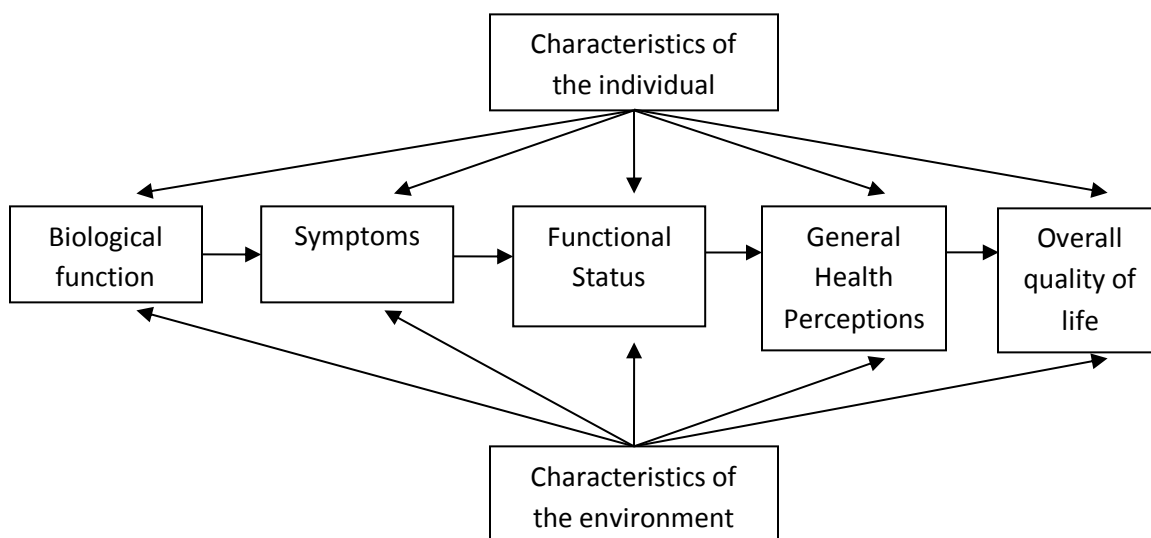 Characteristics of
the individual
Biological
function
Symptoms
Functional
Status
General
Health
Perceptions
Overall
quality of
life
Characteristics of
the environment